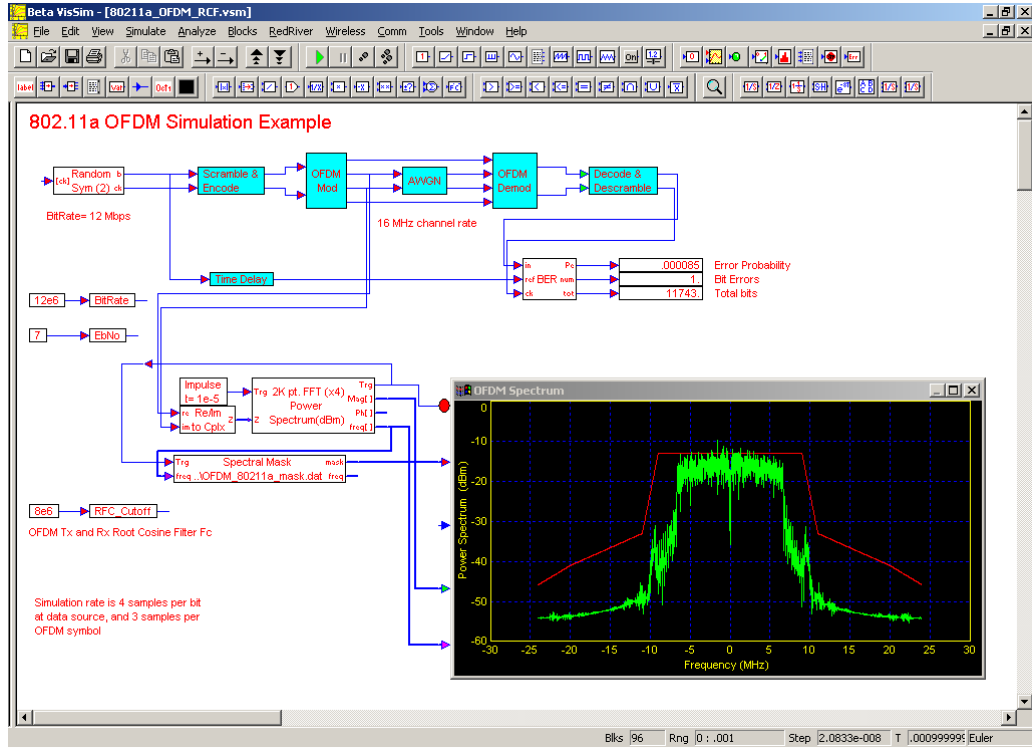 Beta VisSim - [80211a_OFDM_RCF.vsm]
File Edit View Simulate Analyze Blocks RedRiver Wireless Comm Tools Window Help
802.11a OFDM Simulation Example
[ck] Random Sym (2) b ck
Scramble & Encode
OFDM Mod
AWGN
OFDM Demod
Decode & Descramble
BitRate= 12 Mbps
16 MHz channel rate
Time Delay
in ref ck BER Pe num tot
.000085 Error Probability
1. Bit Errors
11743. Total bits
12e6 BitRate
7 EbNo
Impulse t= 1e-5
Trg 2K pt. FFT (x4) Trg
Power Mag[ ]
Z Spectrum(dBm) Ph[ ]
freq[ ]
re Re/Im Z
im to Cplx
Trg Spectral Mask mask
freq ..\OFDM_80211a_mask.dat freq
8e6 RFC_Cutoff
OFDM Tx and Rx Root Cosine Filter Fc
Simulation rate is 4 samples per bit
at data source, and 3 samples per
OFDM symbol
OFDM Spectrum
Power Spectrum (dBm)
0
-10
-20
-30
-40
-50
-60
-30 -25 -20 -15 -10 -5 0 5 10 15 20 25 30
Frequency (MHz)
Blks 96 Rng 0 : .001 Step 2.0833e-008 T .000999999 Euler